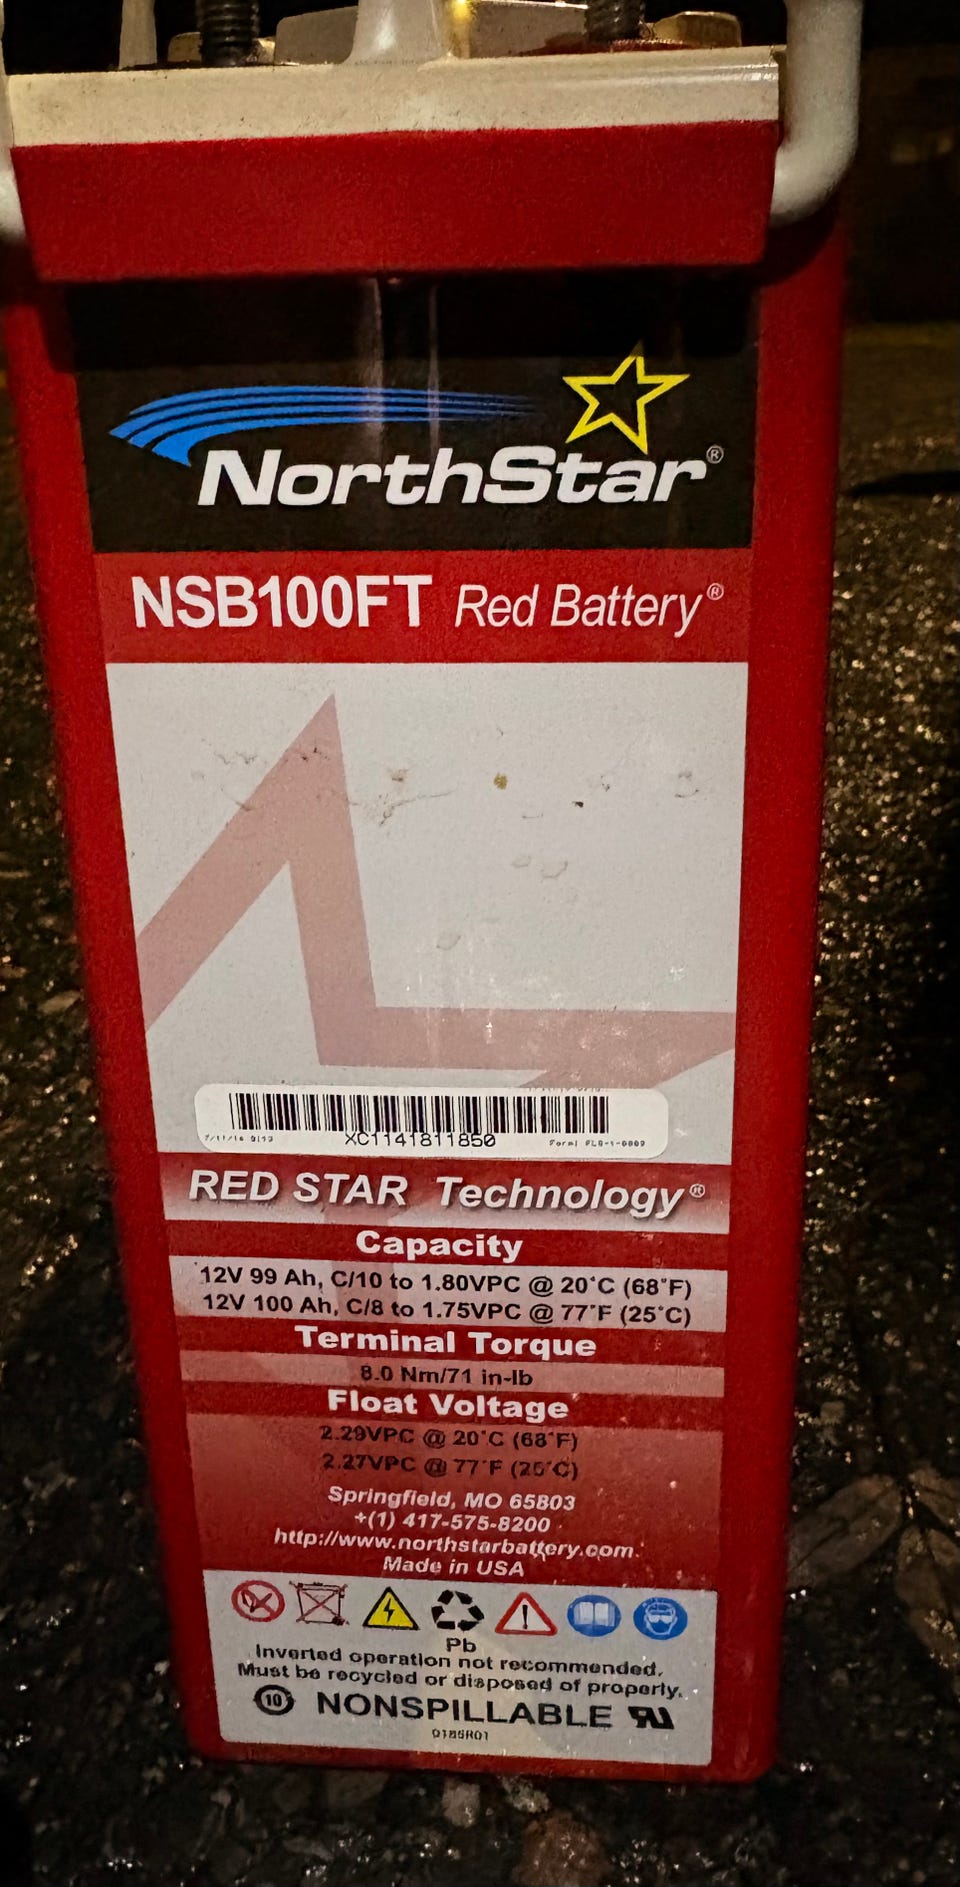 NorthStar®
NSB100FT Red Battery®
XC1141811850
RED STAR Technology®
Capacity
12V 99 Ah, C/10 to 1.80VPC @ 20°C (68°F)
12V 100 Ah, C/8 to 1.75VPC @ 77°F (25°C)
Terminal Torque
8.0 Nm/71 in-lb
Float Voltage
2.29VPC @ 20°C (68°F)
2.27VPC @ 77°F (25°C)
Springfield, MO 65803
+(1) 417-575-8200
http://www.northstarbattery.com
Made in USA
Pb
Inverted operation not recommended.
Must be recycled or disposed of properly.
10 NONSPILLABLE